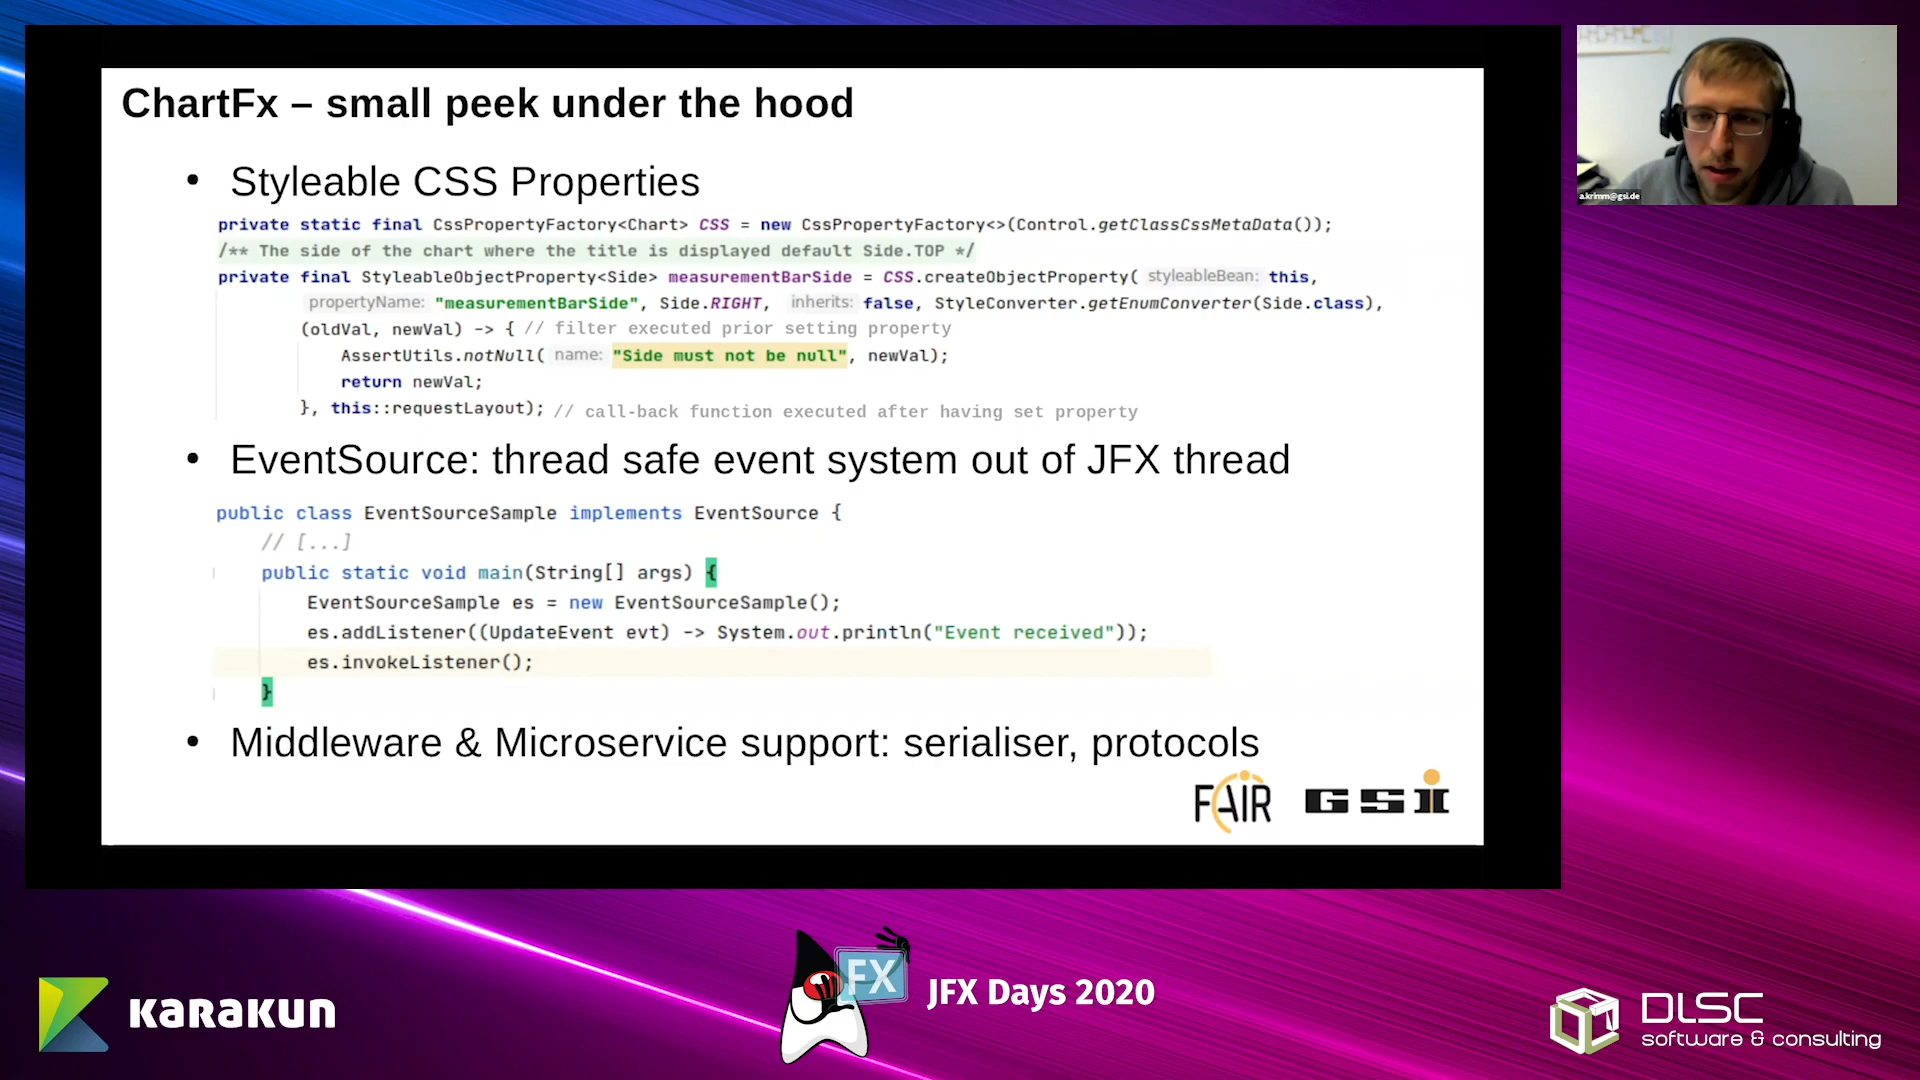 ChartFx – small peek under the hood
• Styleable CSS Properties
private static final CssPropertyFactory<Chart> CSS = new CssPropertyFactory<>(Control.getClassCssMetaData());
/** The side of the chart where the title is displayed default Side.TOP */
private final StyleableObjectProperty<Side> measurementBarSide = CSS.createObjectProperty( styleableBean: this,
propertyName: "measurementBarSide", Side.RIGHT, inherits: false, StyleConverter.getEnumConverter(Side.class),
(oldVal, newVal) -> { // filter executed prior setting property
AssertUtils.notNull( name: "Side must not be null", newVal);
return newVal;
}, this::requestLayout); // call-back function executed after having set property
• EventSource: thread safe event system out of JFX thread
public class EventSourceSample implements EventSource {
// [...]
public static void main(String[] args) {
EventSourceSample es = new EventSourceSample();
es.addListener((UpdateEvent evt) -> System.out.println("Event received"));
es.invokeListener();
}
• Middleware & Microservice support: serialiser, protocols
FAIR GSI
a.krimm@gsi.de
KARAKUN
FX
JFX Days 2020
DLSC
software & consulting